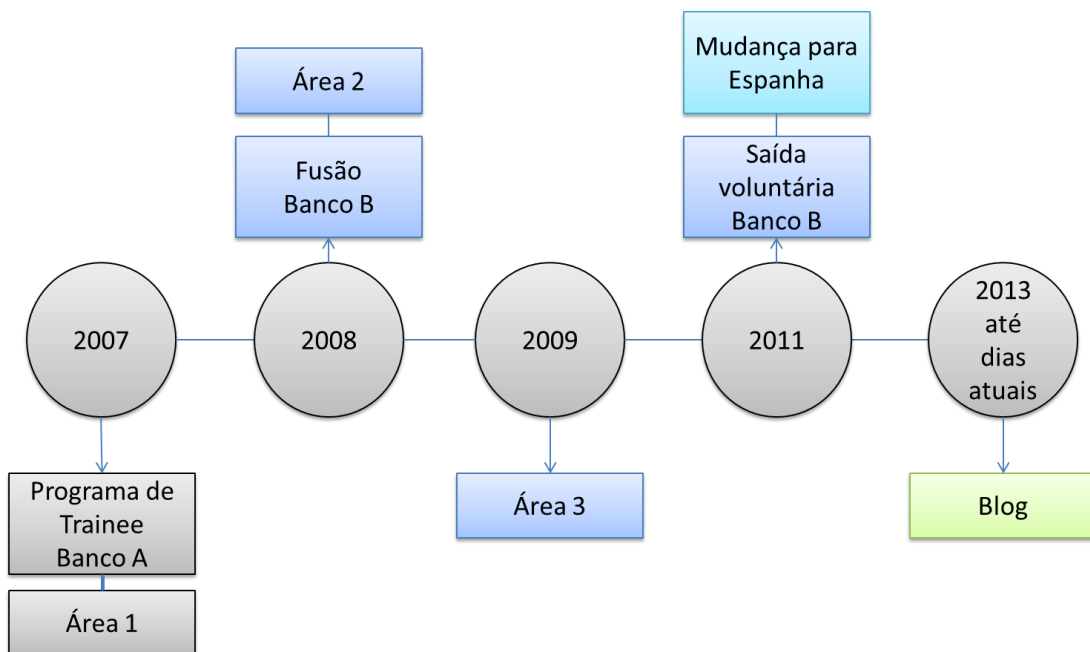 Mudança para
Espanha
Área 2
Fusão
Banco B
Saída
voluntária
Banco B
2007
2008
2009
2011
2013
até
dias
atuais
Programa de
Trainee
Banco A
Área 1
Área 3
Blog